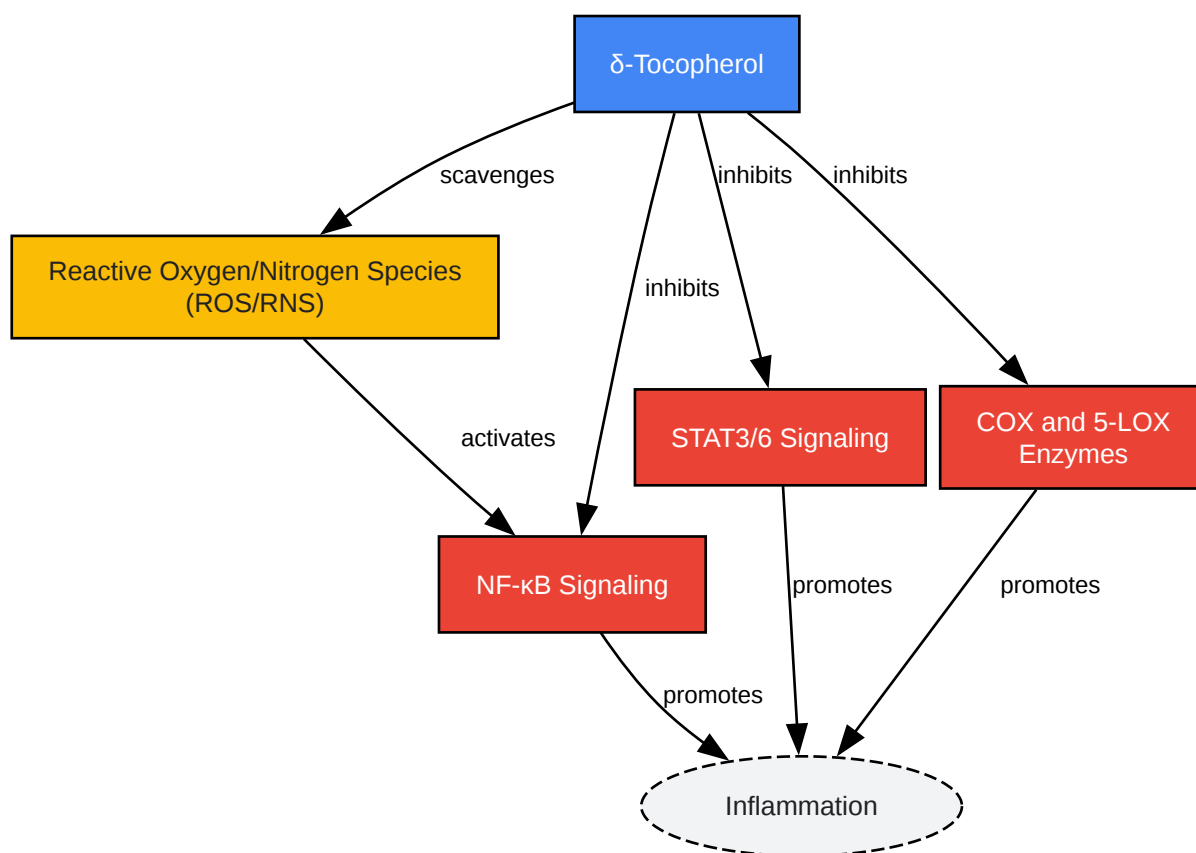 δ-Tocopherol
scavenges
inhibits
inhibits
Reactive Oxygen/Nitrogen Species
(ROS/RNS)
inhibits
activates
STAT3/6 Signaling
COX and 5-LOX
Enzymes
NF-κB Signaling
promotes
promotes
promotes
Inflammation